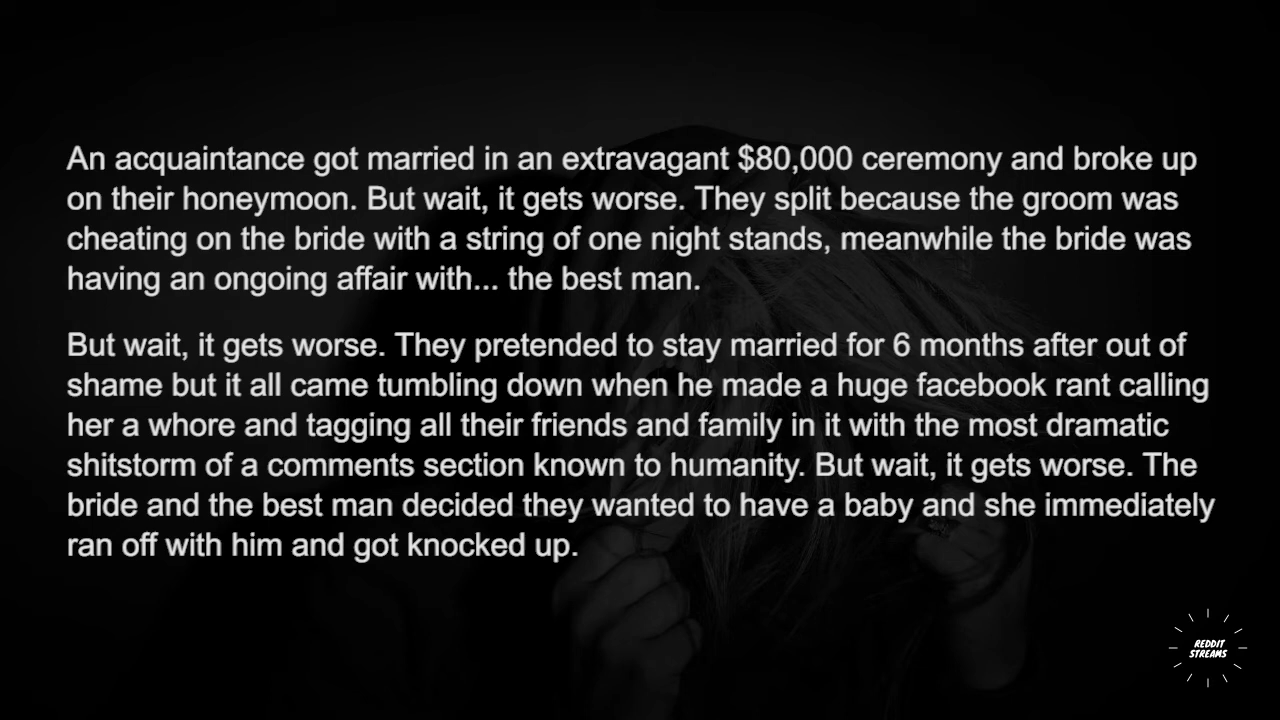 An acquaintance got married in an extravagant $80,000 ceremony and broke up
on their honeymoon. But wait, it gets worse. They split because the groom was
cheating on the bride with a string of one night stands, meanwhile the bride was
having an ongoing affair with... the best man.
But wait, it gets worse. They pretended to stay married for 6 months after out of
shame but it all came tumbling down when he made a huge facebook rant calling
her a whore and tagging all their friends and family in it with the most dramatic
shitstorm of a comments section known to humanity. But wait, it gets worse. The
bride and the best man decided they wanted to have a baby and she immediately
ran off with him and got knocked up.
REDDIT
STREAMS